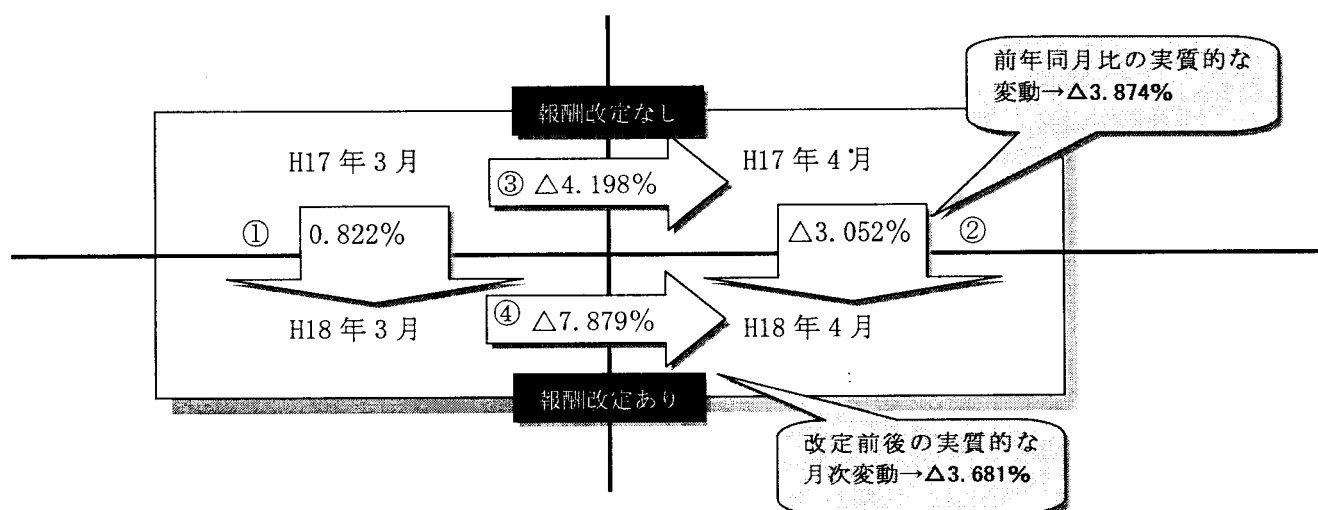 前年同月比の実質的な
変動→△3.874%
報酬改定なし
H17年3月
H17年4月
③ △4.198%
① 0.822%
△3.052% ②
④ △7.879%
H18年3月
H18年4月
報酬改定あり
改定前後の実質的な
月次変動→△3.681%